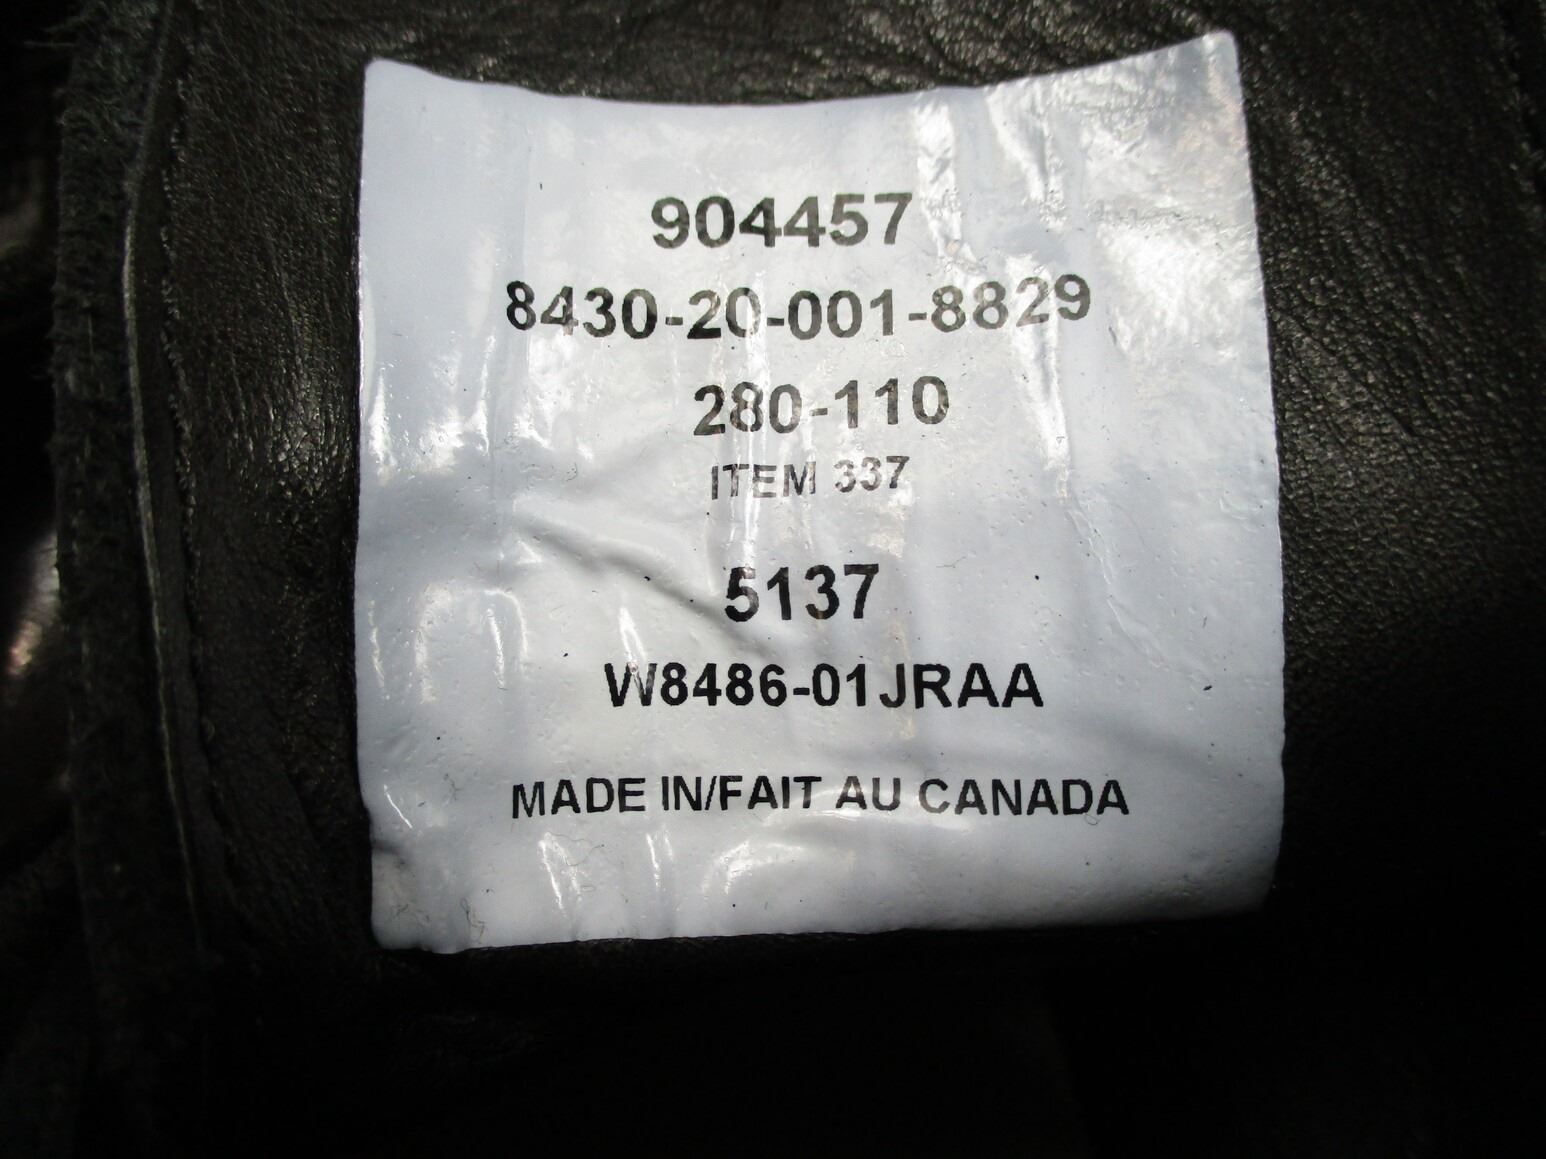 904457
8430-20-001-8829
280-110
ITEM 337
5137
W8486-01JRAA
MADE IN/FAIT AU CANADA